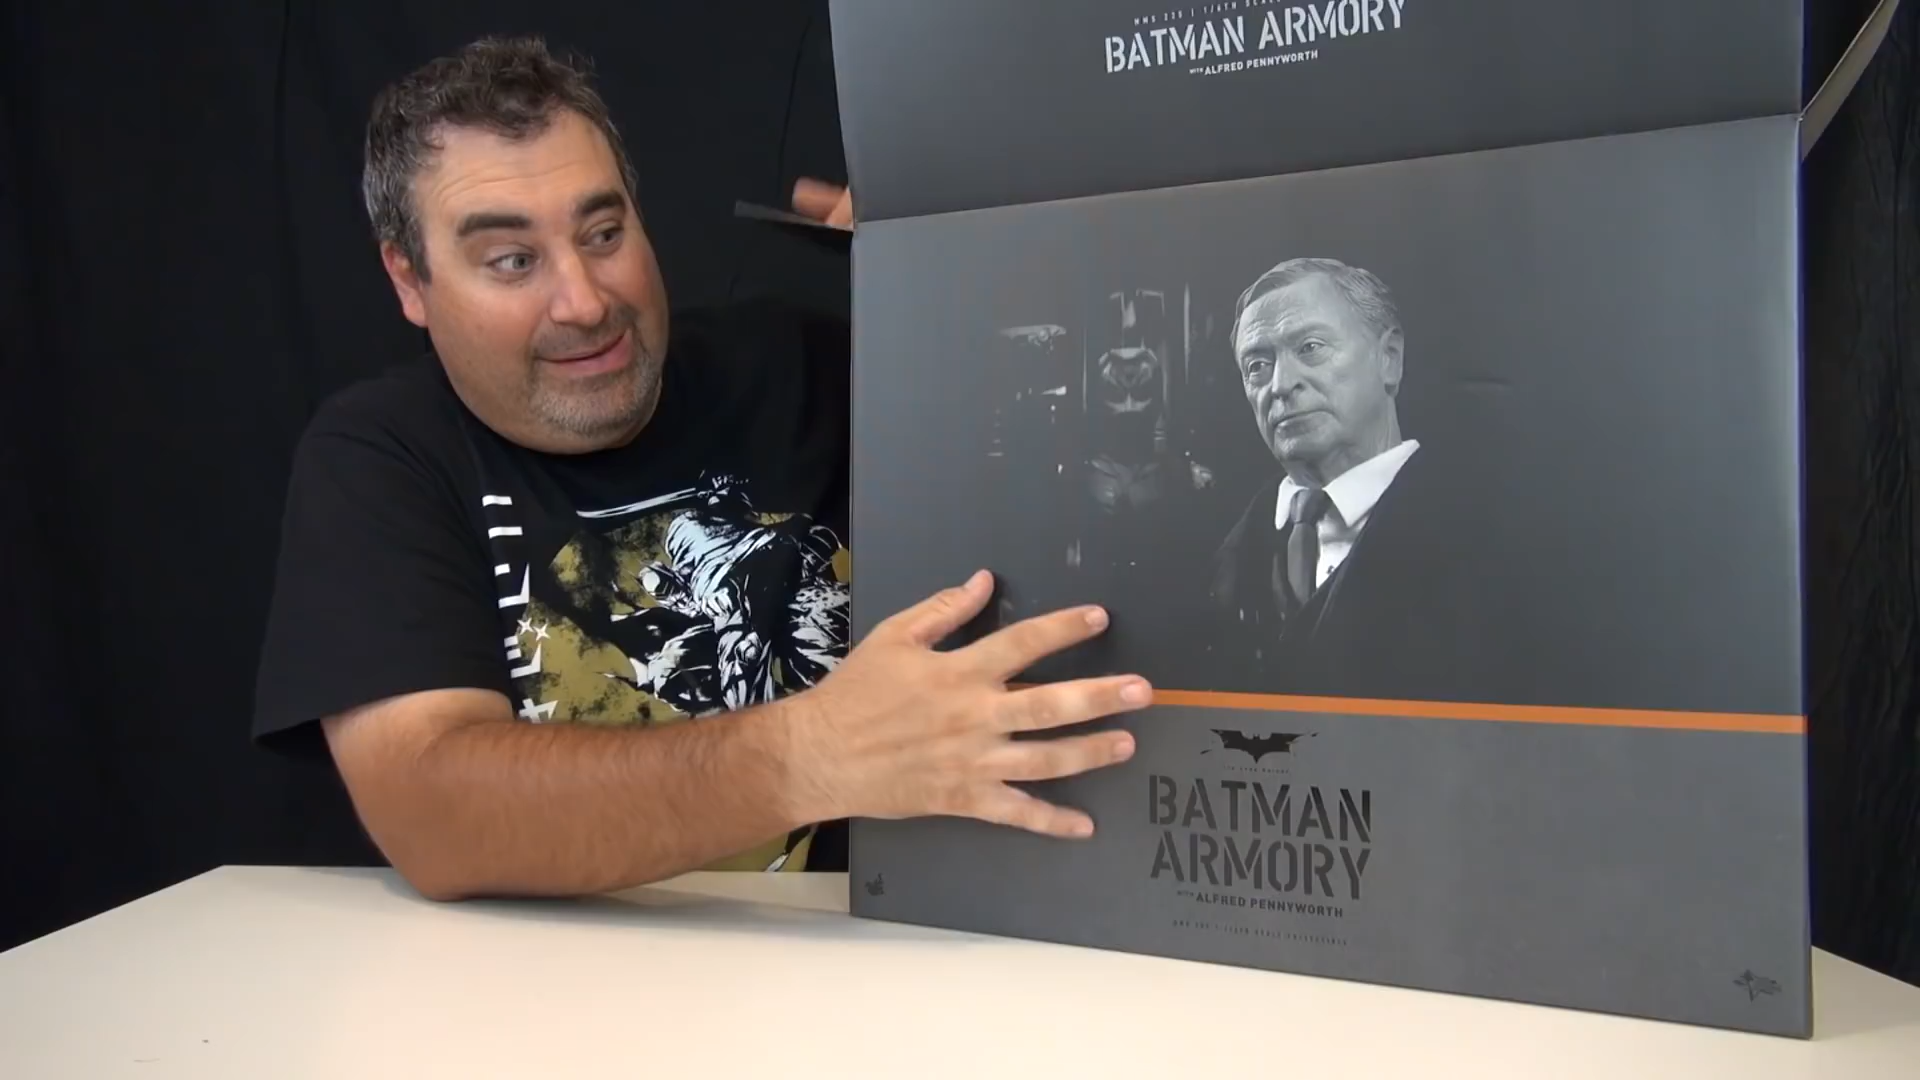 BATMAN ARMORY
WITH ALFRED PENNYWORTH
BATMAN
ARMORY
WITH ALFRED PENNYWORTH